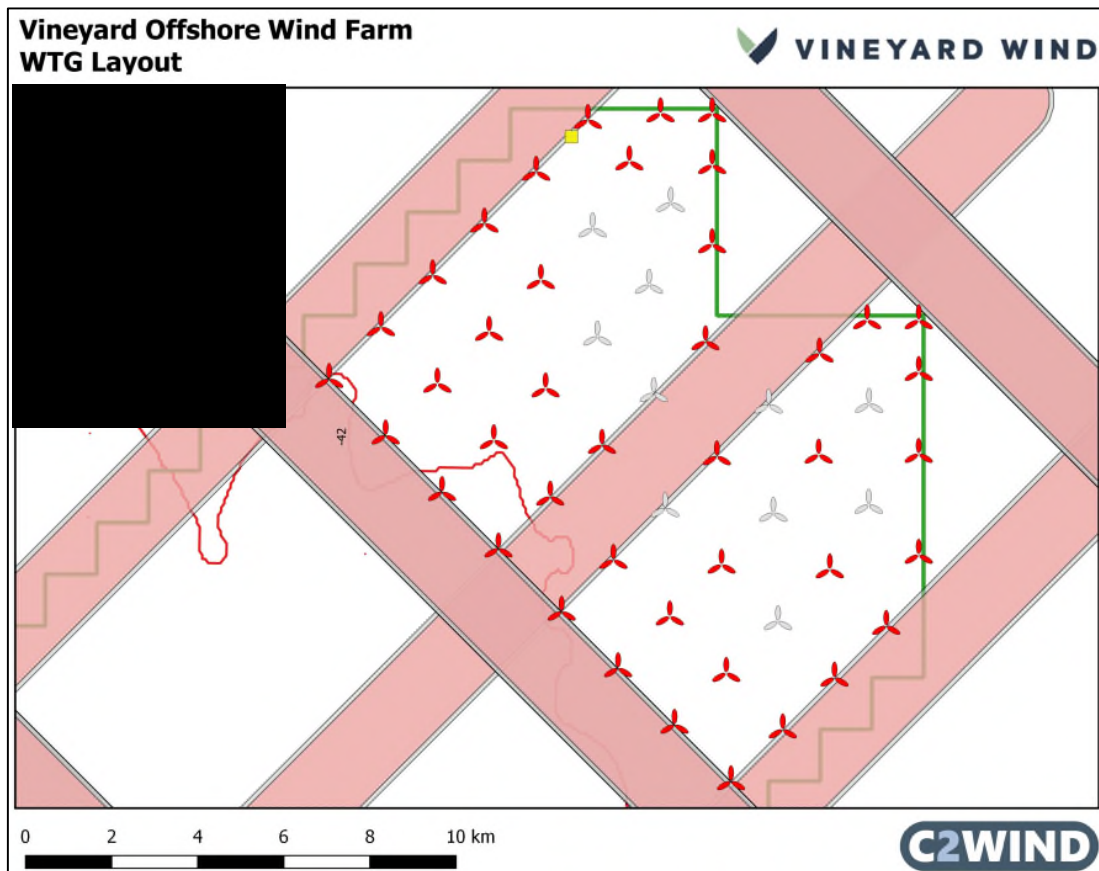 Vineyard Offshore Wind Farm
WTG Layout
VINEYARD WIND
-42
0 2 4 6 8 10 km
C2WIND